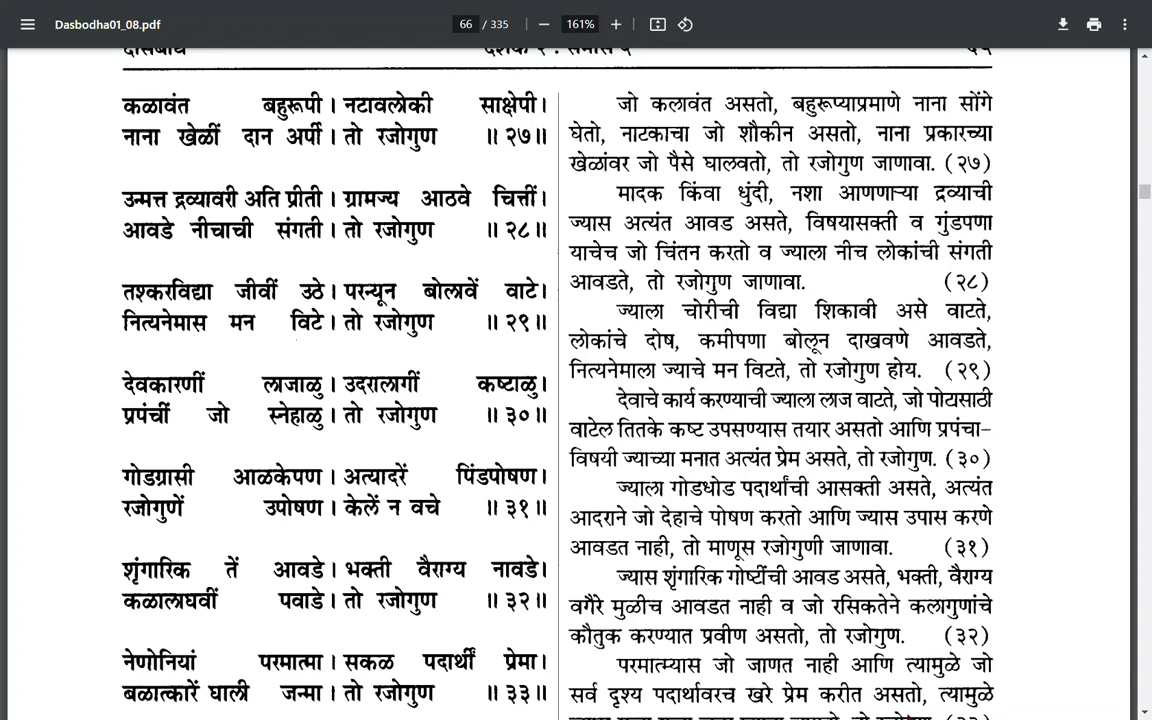 Dasbodha01_08.pdf
66 / 335
161%
दासबोध दशक २ : समास ५ ६५
कळावंत बहुरूपी । नटावलोकी साक्षेपी ।
नाना खेळीं दान अर्पी । तो रजोगुण ॥ २७॥
उन्मत्त द्रव्यावरी अति प्रीती । ग्रामज्य आठवे चित्तीं ।
आवडे नीचाची संगती । तो रजोगुण ॥ २८॥
तश्करविद्या जीवीं उठे । परन्यून बोलावें वाटे ।
नित्यनेमास मन विटे । तो रजोगुण ॥ २९॥
देवकारणीं लाजाळु । उदरालागीं कष्टाळु ।
प्रपंचीं जो स्नेहाळु । तो रजोगुण ॥ ३०॥
गोडग्रासी आळकेपण । अत्यादरें पिंडपोषण ।
रजोगुणें उपोषण । केलें न वचे ॥ ३१॥
शृंगारिक तें आवडे । भक्ती वैराग्य नावडे ।
कळालाघवीं पवाडे । तो रजोगुण ॥ ३२॥
नेणोनियां परमात्मा । सकळ पदार्थीं प्रेमा ।
बळात्कारें घाली जन्मा । तो रजोगुण ॥ ३३॥
जो कलावंत असतो, बहुरूप्याप्रमाणे नाना सोंगे
घेतो, नाटकाचा जो शौकीन असतो, नाना प्रकारच्या
खेळांवर जो पैसे घालवतो, तो रजोगुण जाणावा. (२७)
मादक किंवा धुंदी, नशा आणणाऱ्या द्रव्याची
ज्यास अत्यंत आवड असते, विषयासक्ती व गुंडपणा
याचेच जो चिंतन करतो व ज्याला नीच लोकांची संगती
आवडते, तो रजोगुण जाणावा. (२८)
ज्याला चोरीची विद्या शिकावी असे वाटते,
लोकांचे दोष, कमीपणा बोलून दाखवणे आवडते,
नित्यनेमाला ज्याचे मन विटते, तो रजोगुण होय. (२९)
देवाचे कार्य करण्याची ज्याला लाज वाटते, जो पोटासाठी
वाटेल तितके कष्ट उपसण्यास तयार असतो आणि प्रपंचा-
विषयी ज्याच्या मनात अत्यंत प्रेम असते, तो रजोगुण. (३०)
ज्याला गोडधोड पदार्थांची आसक्ती असते, अत्यंत
आदराने जो देहाचे पोषण करतो आणि ज्यास उपास करणे
आवडत नाही, तो माणूस रजोगुणी जाणावा. (३१)
ज्यास शृंगारिक गोष्टींची आवड असते, भक्ती, वैराग्य
वगैरे मुळीच आवडत नाही व जो रसिकतेने कलागुणांचे
कौतुक करण्यात प्रवीण असतो, तो रजोगुण. (३२)
परमात्म्यास जो जाणत नाही आणि त्यामुळे जो
सर्व दृश्य पदार्थावरच खरे प्रेम करीत असतो, त्यामुळे